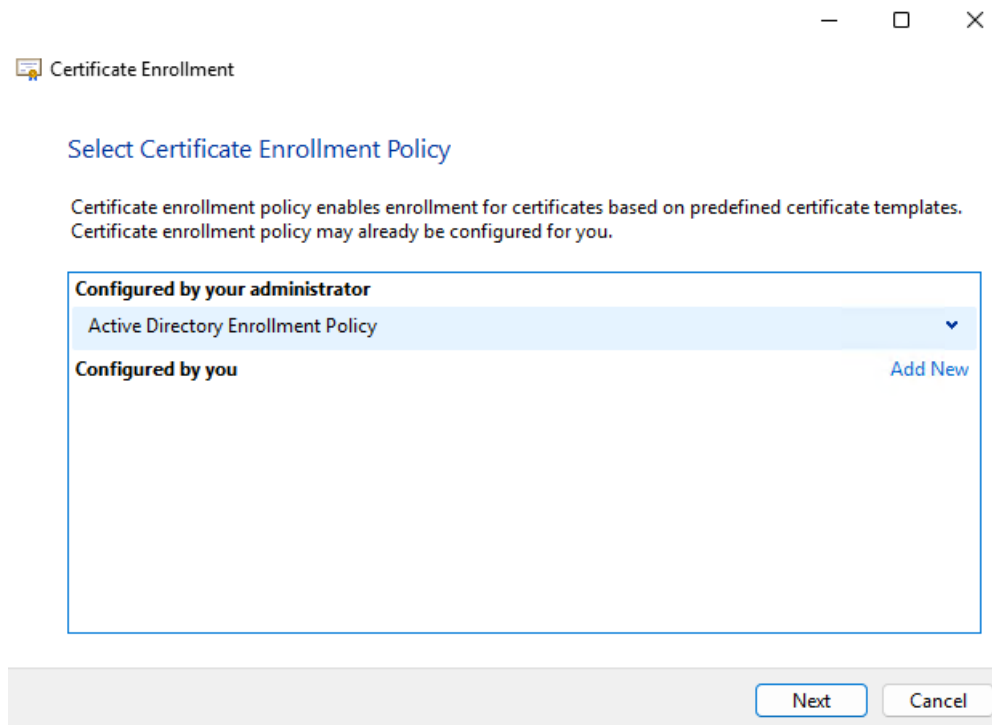 Certificate Enrollment
Select Certificate Enrollment Policy
Certificate enrollment policy enables enrollment for certificates based on predefined certificate templates.
Certificate enrollment policy may already be configured for you.
Configured by your administrator
Active Directory Enrollment Policy
Configured by you Add New
Next Cancel